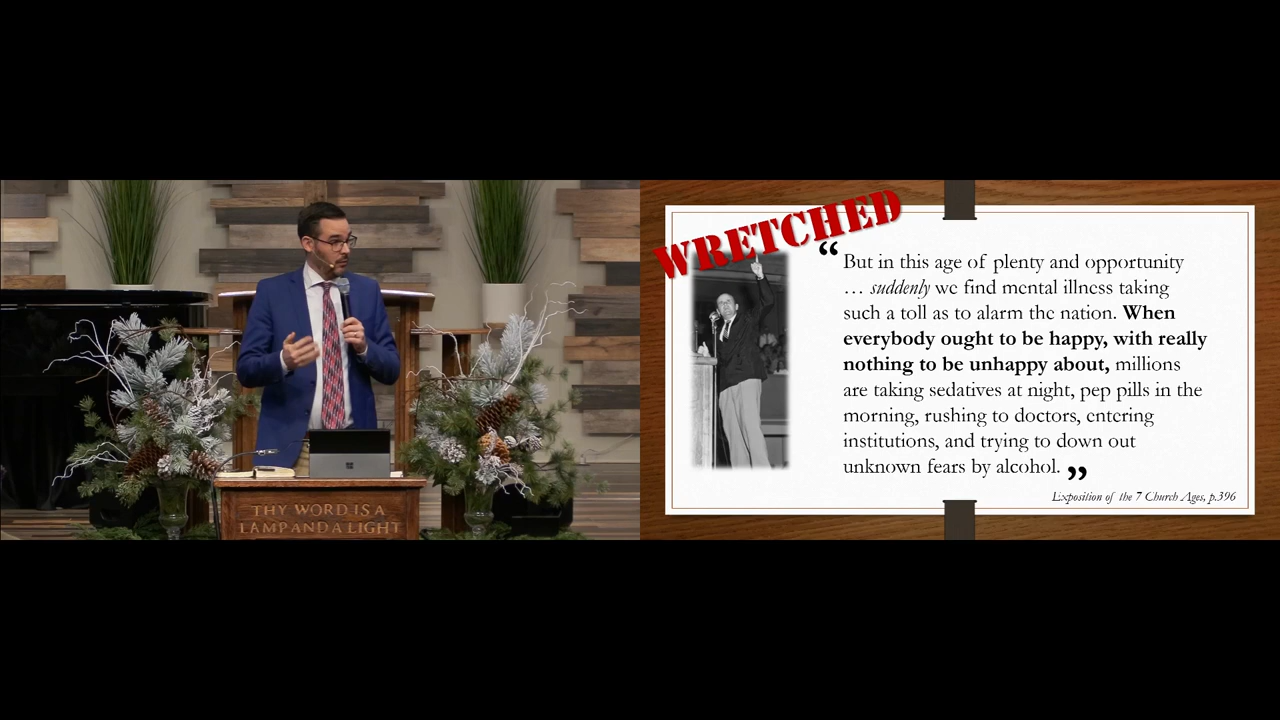 THY WORD IS A
LAMP AND A LIGHT
WRETCHED
“ But in this age of plenty and opportunity
… suddenly we find mental illness taking
such a toll as to alarm the nation. When
everybody ought to be happy, with really
nothing to be unhappy about, millions
are taking sedatives at night, pep pills in the
morning, rushing to doctors, entering
institutions, and trying to down out
unknown fears by alcohol. ”
Exposition of the 7 Church Ages, p.396